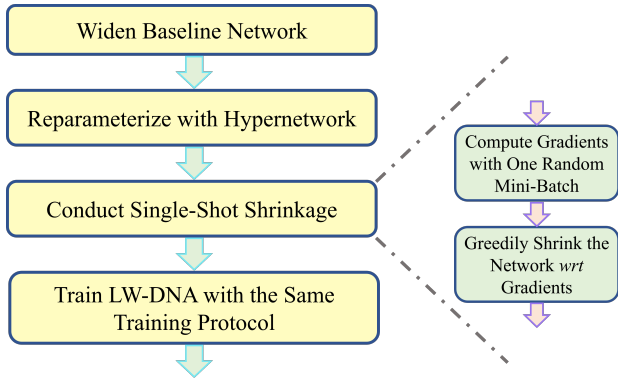 Widen Baseline Network
Reparameterize with Hypernetwork
Conduct Single-Shot Shrinkage
Train LW-DNA with the Same
Training Protocol
Compute Gradients
with One Random
Mini-Batch
Greedily Shrink the
Network wrt
Gradients